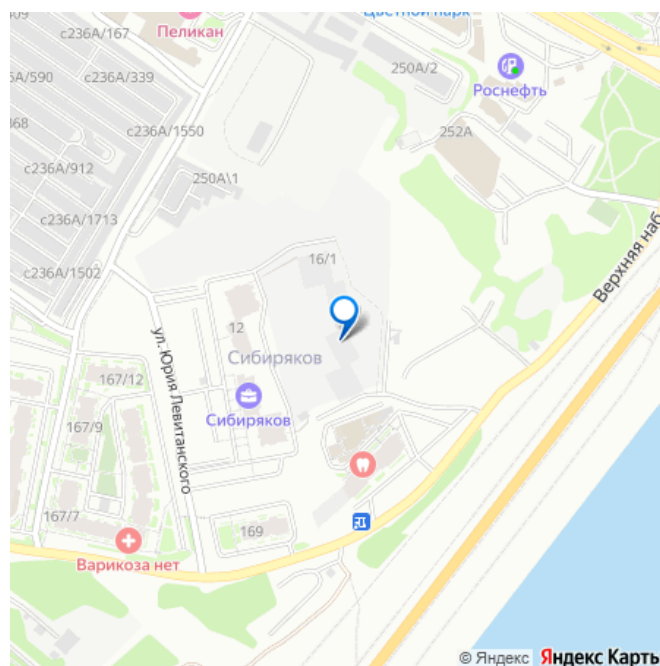 с236А/167
Пеликан
Цветной парк
А/590
с236А/339
250А/2
Роснефть
с236А/1550
252А
с236А/912
250А\1
с236А/1713
с236А/1502
16/1
Верхняя наб
12
ул. Юрия Левитанского
Сибиряков
167/12
Сибиряков
167/9
167/7
169
Варикоза нет
© Яндекс Яндекс Карты